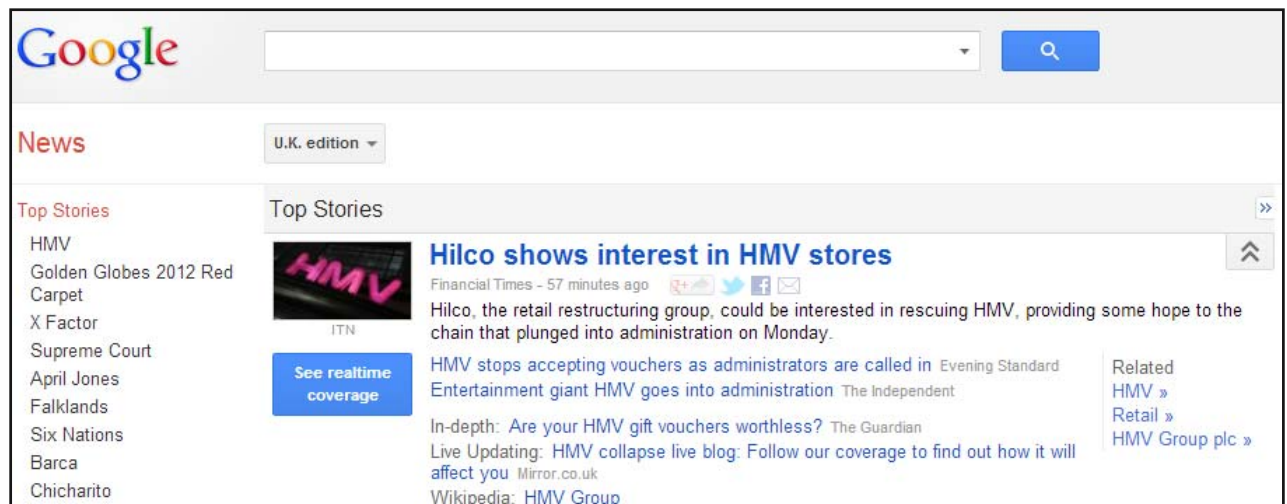 Google
News
U.K. edition
Top Stories
HMV
Golden Globes 2012 Red
Carpet
X Factor
Supreme Court
April Jones
Falklands
Six Nations
Barca
Chicharito
Top Stories
»
HMV
ITN
See realtime
coverage
Hilco shows interest in HMV stores
Financial Times - 57 minutes ago
Hilco, the retail restructuring group, could be interested in rescuing HMV, providing some hope to the
chain that plunged into administration on Monday.
HMV stops accepting vouchers as administrators are called in Evening Standard
Entertainment giant HMV goes into administration The Independent
In-depth: Are your HMV gift vouchers worthless? The Guardian
Live Updating: HMV collapse live blog: Follow our coverage to find out how it will
affect you Mirror.co.uk
Wikipedia: HMV Group
Related
HMV »
Retail »
HMV Group plc »